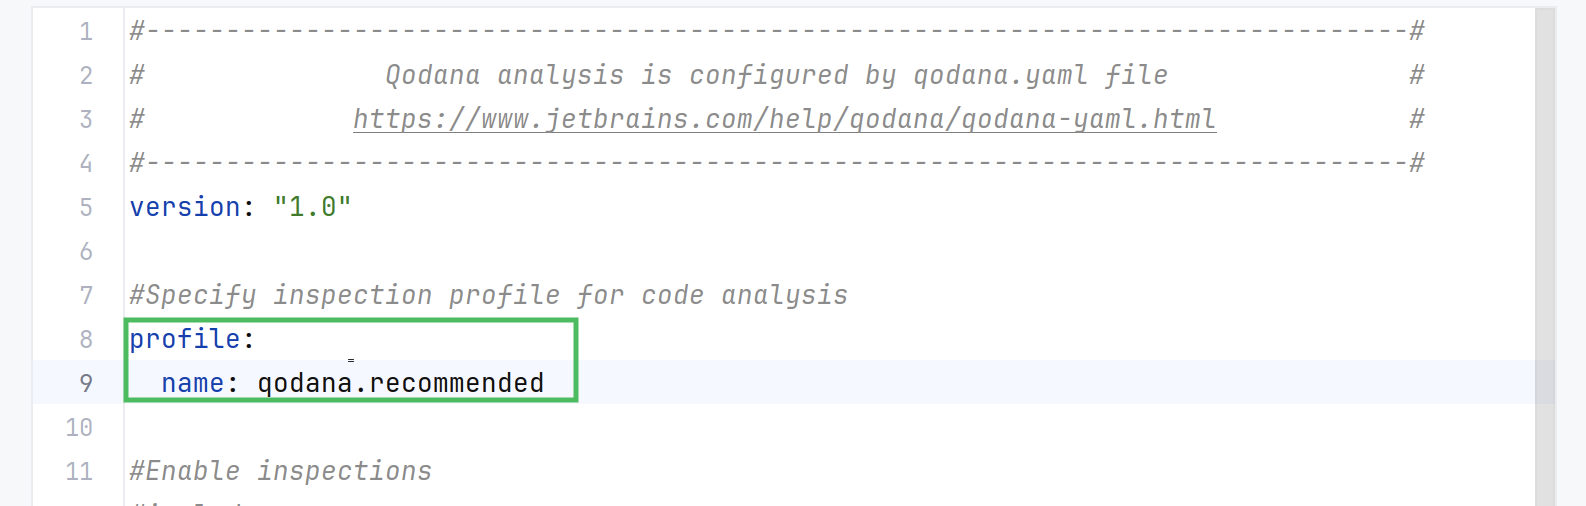 1 #-------------------------------------------------------------------------------#
2 #               Qodana analysis is configured by qodana.yaml file               #
3 #             https://www.jetbrains.com/help/qodana/qodana-yaml.html            #
4 #-------------------------------------------------------------------------------#
5 version: "1.0"
6
7 #Specify inspection profile for code analysis
8 profile:
9   name: qodana.recommended
10
11 #Enable inspections